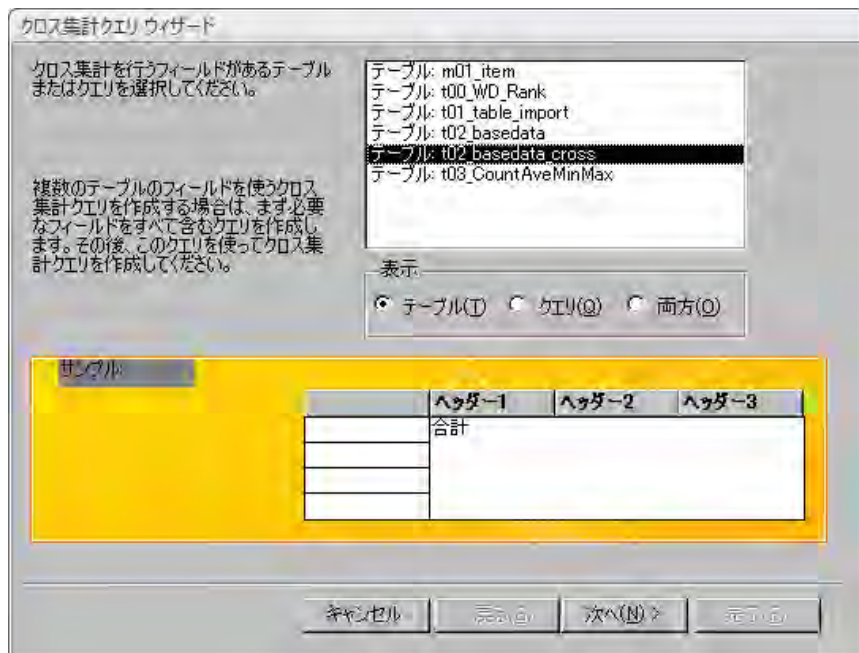 クロス集計クエリ ウィザード
クロス集計を行うフィールドがあるテーブル
またはクエリを選択してください。
複数のテーブルのフィールドを使うクロス
集計クエリを作成する場合は、まず必要
なフィールドをすべて含むクエリを作成し
ます。その後、このクエリを使ってクロス集
計クエリを作成してください。
テーブル: m01_item
テーブル: t00_WD_Rank
テーブル: t01_table_import
テーブル: t02_basedata
テーブル: t02_basedata_cross
テーブル: t03_CountAveMinMax
表示
テーブル(T) クエリ(Q) 両方(O)
サンプル:
ヘッダー1 ヘッダー2 ヘッダー3
合計
キャンセル 次へ(N) >